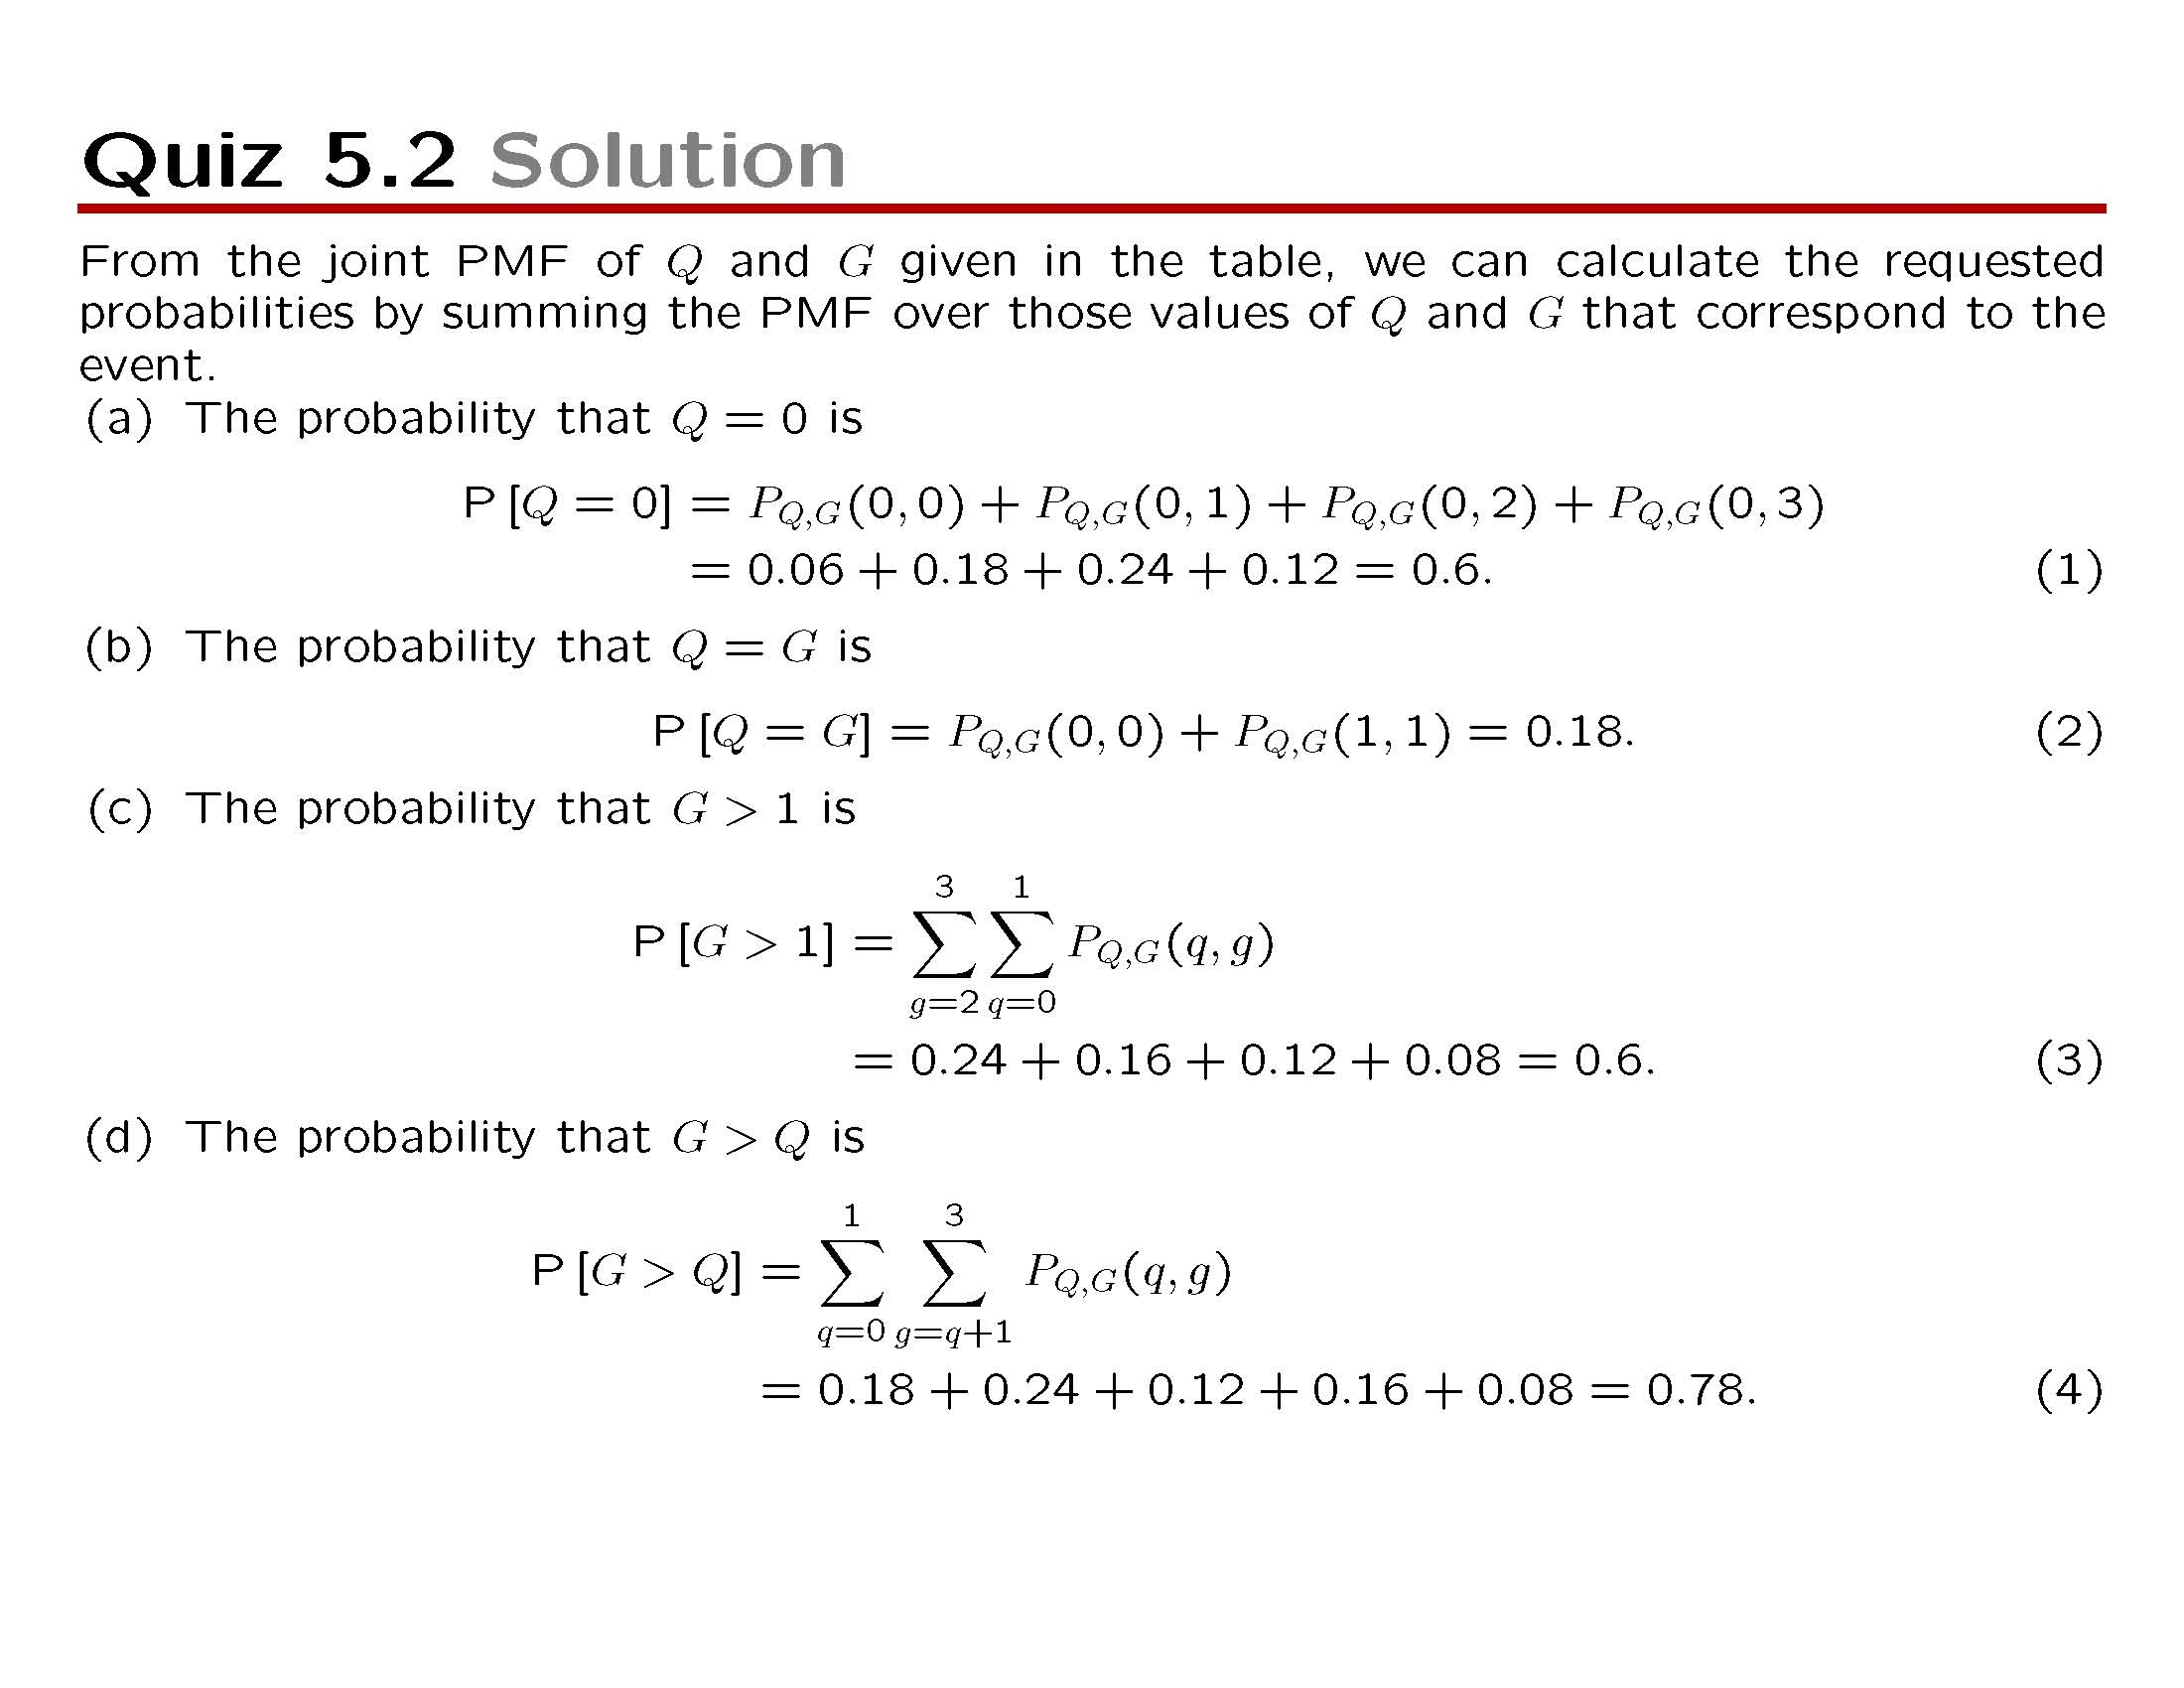 Quiz 5.2 Solution
From the joint PMF of Q and G given in the table, we can calculate the requested
probabilities by summing the PMF over those values of Q and G that correspond to the
event.
(a) The probability that Q = 0 is
P [Q = 0] = P_{Q,G}(0, 0) + P_{Q,G}(0, 1) + P_{Q,G}(0, 2) + P_{Q,G}(0, 3)
= 0.06 + 0.18 + 0.24 + 0.12 = 0.6. (1)
(b) The probability that Q = G is
P [Q = G] = P_{Q,G}(0, 0) + P_{Q,G}(1, 1) = 0.18. (2)
(c) The probability that G > 1 is
P [G > 1] = \sum_{g=2}^{3} \sum_{q=0}^{1} P_{Q,G}(q, g)
= 0.24 + 0.16 + 0.12 + 0.08 = 0.6. (3)
(d) The probability that G > Q is
P [G > Q] = \sum_{q=0}^{1} \sum_{g=q+1}^{3} P_{Q,G}(q, g)
= 0.18 + 0.24 + 0.12 + 0.16 + 0.08 = 0.78. (4)